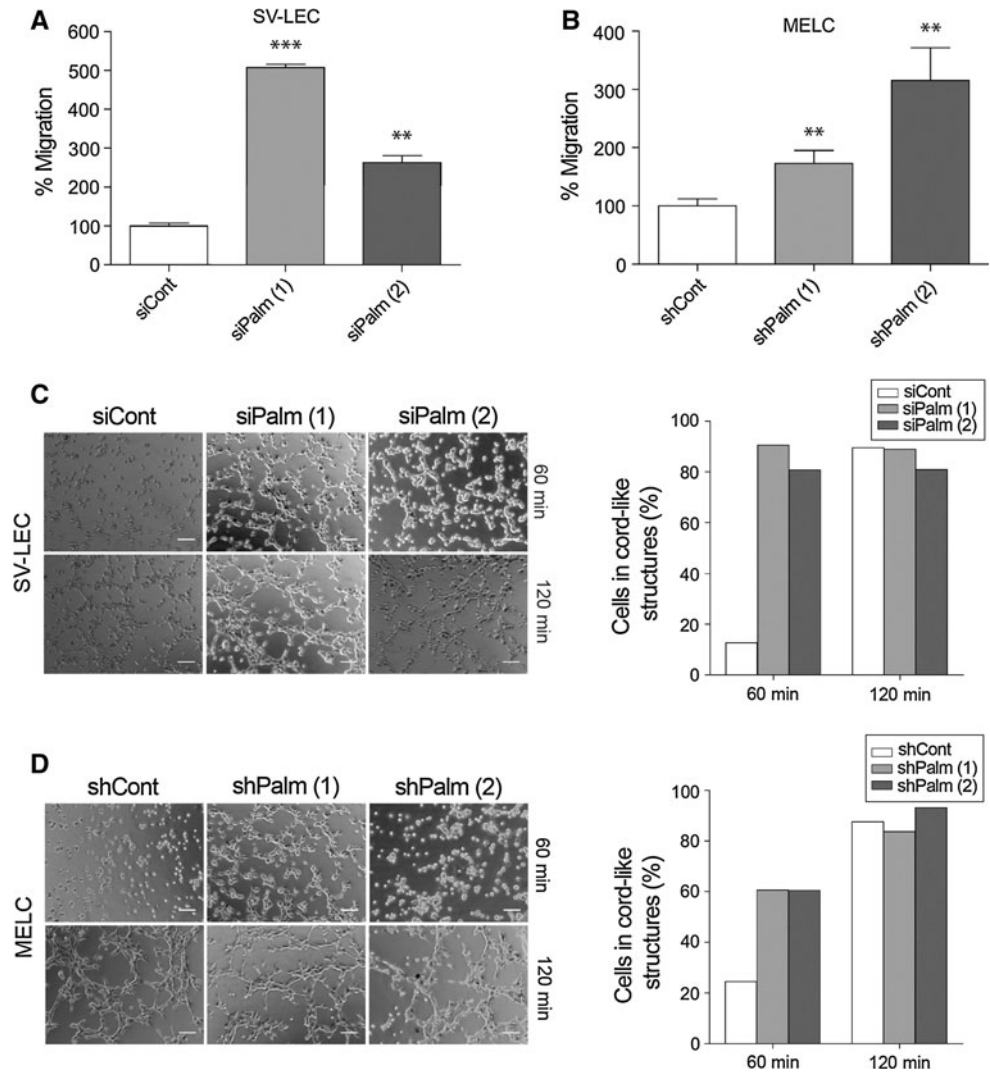 A
SV-LEC
% Migration
600
500
400
300
200
100
0
***
**
siCont
siPalm (1)
siPalm (2)
B
MELC
% Migration
400
300
200
100
0
**
**
shCont
shPalm (1)
shPalm (2)
C
siCont
siPalm (1)
siPalm (2)
SV-LEC
60 min
120 min
siCont
siPalm (1)
siPalm (2)
Cells in cord-like
structures (%)
100
80
60
40
20
0
60 min
120 min
D
shCont
shPalm (1)
shPalm (2)
MELC
60 min
120 min
shCont
shPalm (1)
shPalm (2)
Cells in cord-like
structures (%)
100
80
60
40
20
0
60 min
120 min